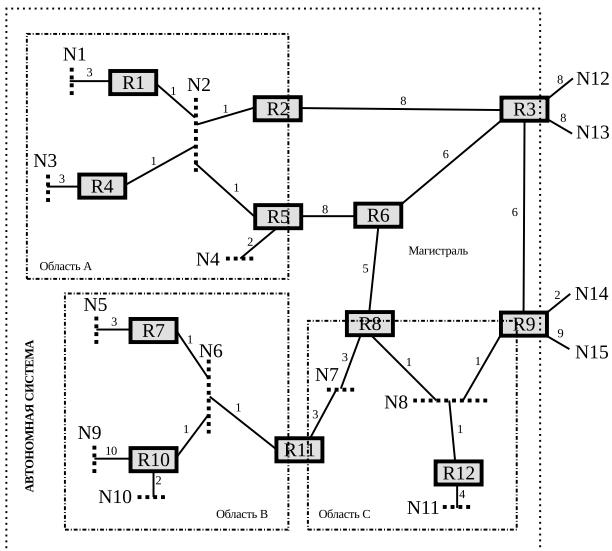 N1
3
R1
1
N2
1
R2
8
R3
8
N12
8
N13
N3
3
R4
1
1
R5
8
R6
6
6
2
N4
Область A
5
Магистраль
N5
3
R7
1
N6
1
N9
10
R10
1
2
N10
R11
Область B
R8
3
N7
3
1
N8
1
R9
2
N14
9
N15
1
R12
4
N11
Область C
АВТОНОМНАЯ СИСТЕМА